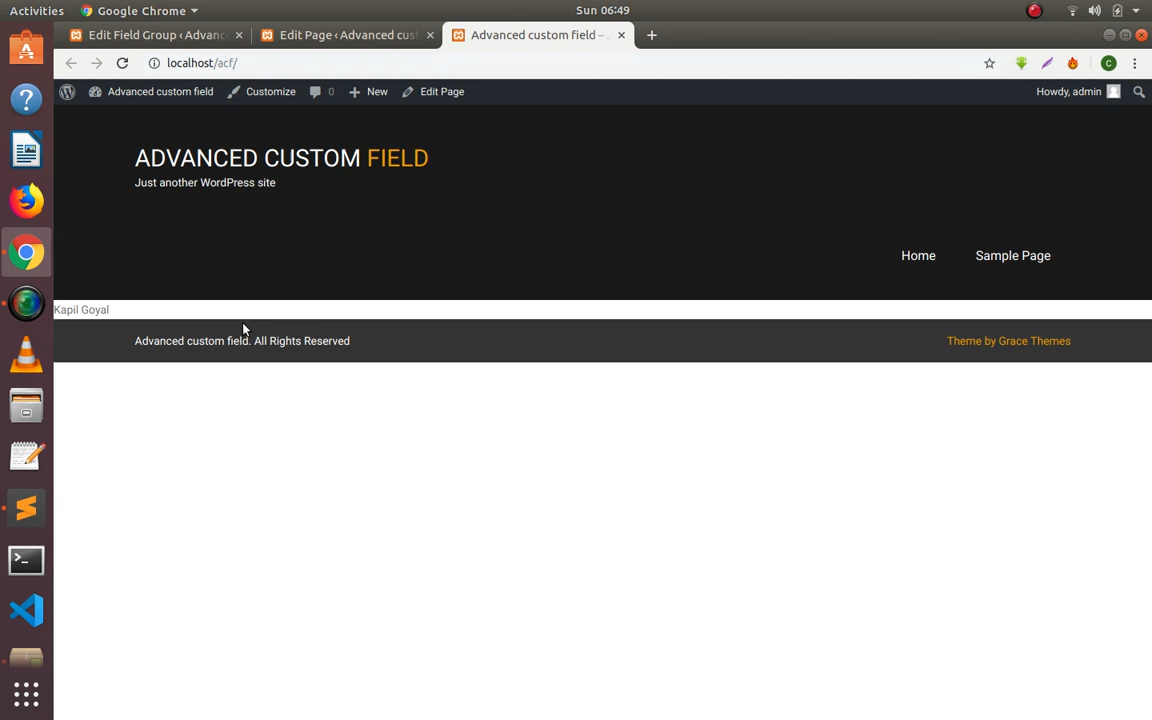 Activities Google Chrome Sun 06:49
Edit Field Group ‹ Advanc Edit Page ‹ Advanced cust Advanced custom field –
localhost/acf/ C
Advanced custom field Customize 0 New Edit Page Howdy, admin
ADVANCED CUSTOM FIELD
Just another WordPress site
Home Sample Page
Kapil Goyal
Advanced custom field. All Rights Reserved Theme by Grace Themes